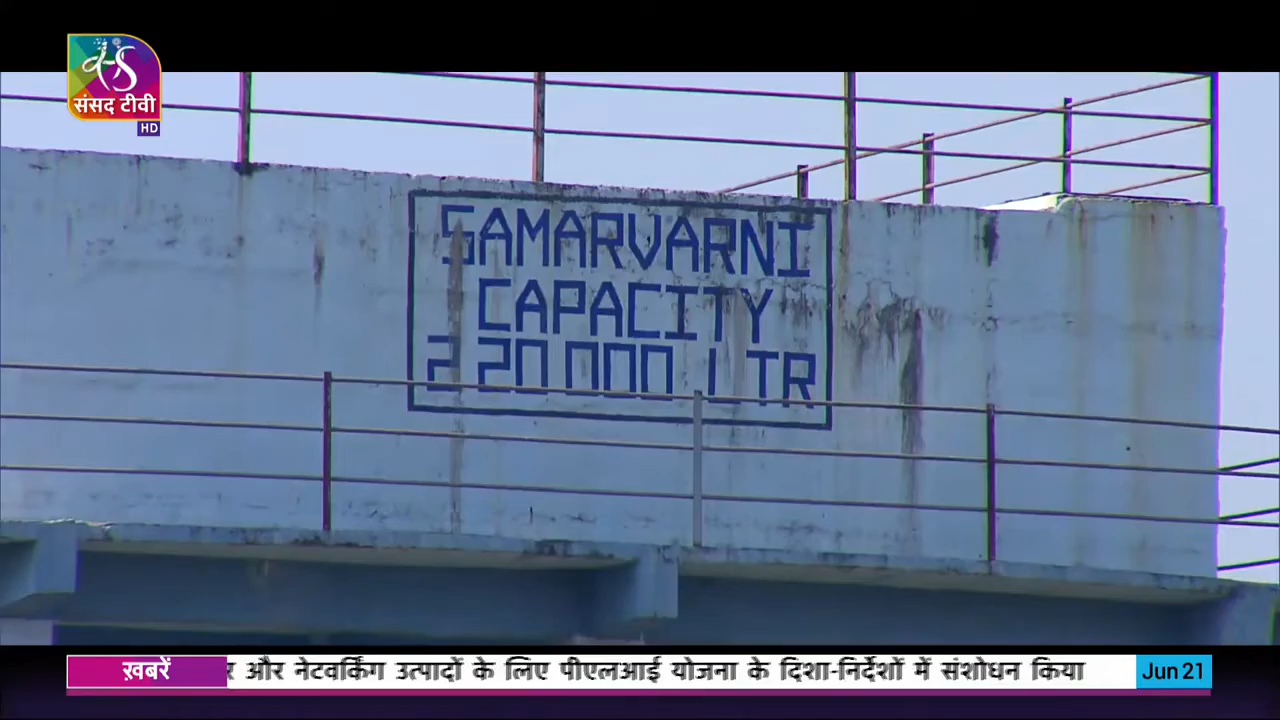 संसद टीवी
HD
SAMARVARNI
CAPACITY
2 20,000 LTR
ख़बरें
र और नेटवर्किंग उत्पादों के लिए पीएलआई योजना के दिशा-निर्देशों में संशोधन किया
Jun 21